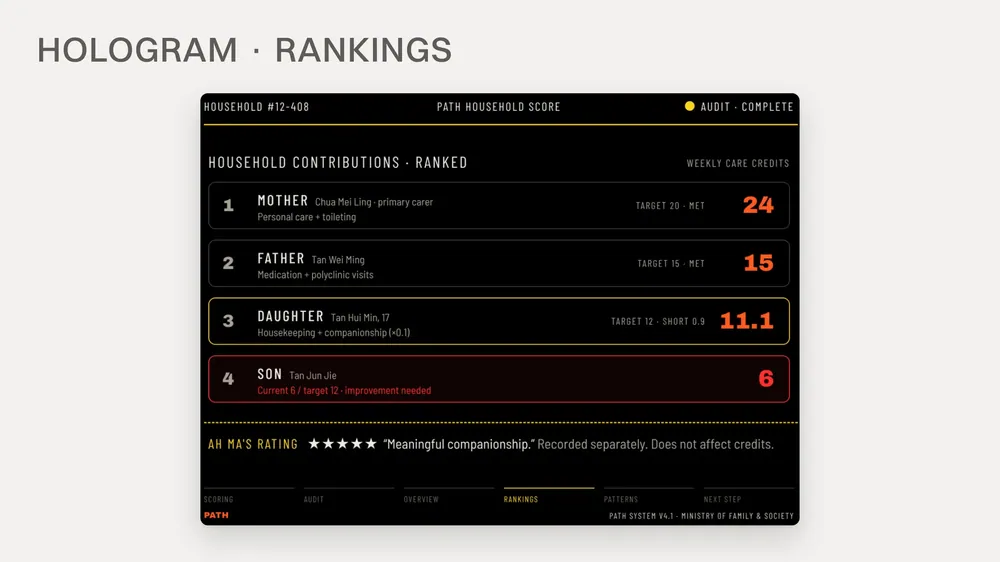 HOLOGRAM · RANKINGS
HOUSEHOLD #12-408
PATH HOUSEHOLD SCORE
AUDIT · COMPLETE
HOUSEHOLD CONTRIBUTIONS · RANKED
WEEKLY CARE CREDITS
1
MOTHER Chua Mei Ling · primary carer
Personal care + toileting
TARGET 20 · MET
24
2
FATHER Tan Wei Ming
Medication + polyclinic visits
TARGET 15 · MET
15
3
DAUGHTER Tan Hui Min, 17
Housekeeping + companionship (×0.1)
TARGET 12 · SHORT 0.9
11.1
4
SON Tan Jun Jie
Current 6 / target 12 · improvement needed
6
AH MA'S RATING ★★★★★ “Meaningful companionship.” Recorded separately. Does not affect credits.
SCORING
AUDIT
OVERVIEW
RANKINGS
PATTERNS
NEXT STEP
PATH
PATH SYSTEM V4.1 · MINISTRY OF FAMILY & SOCIETY